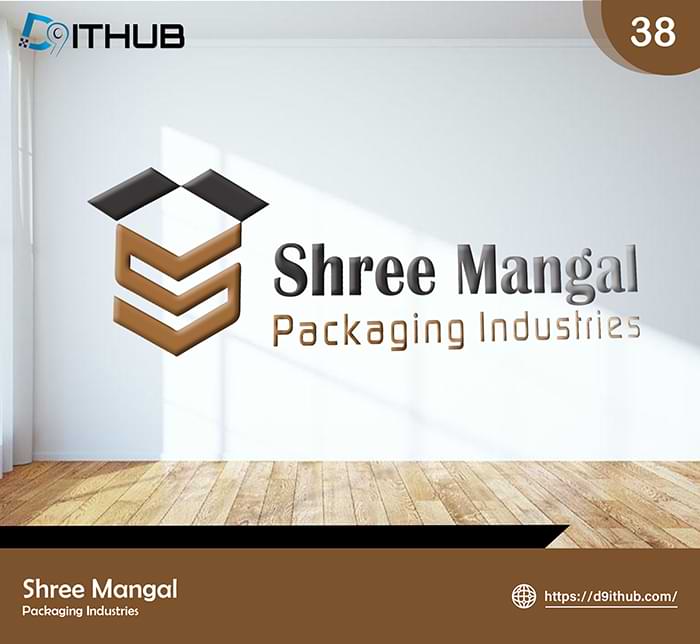 D9ITHUB
38
Shree Mangal
Packaging Industries
Shree Mangal
Packaging Industries
https://d9ithub.com/